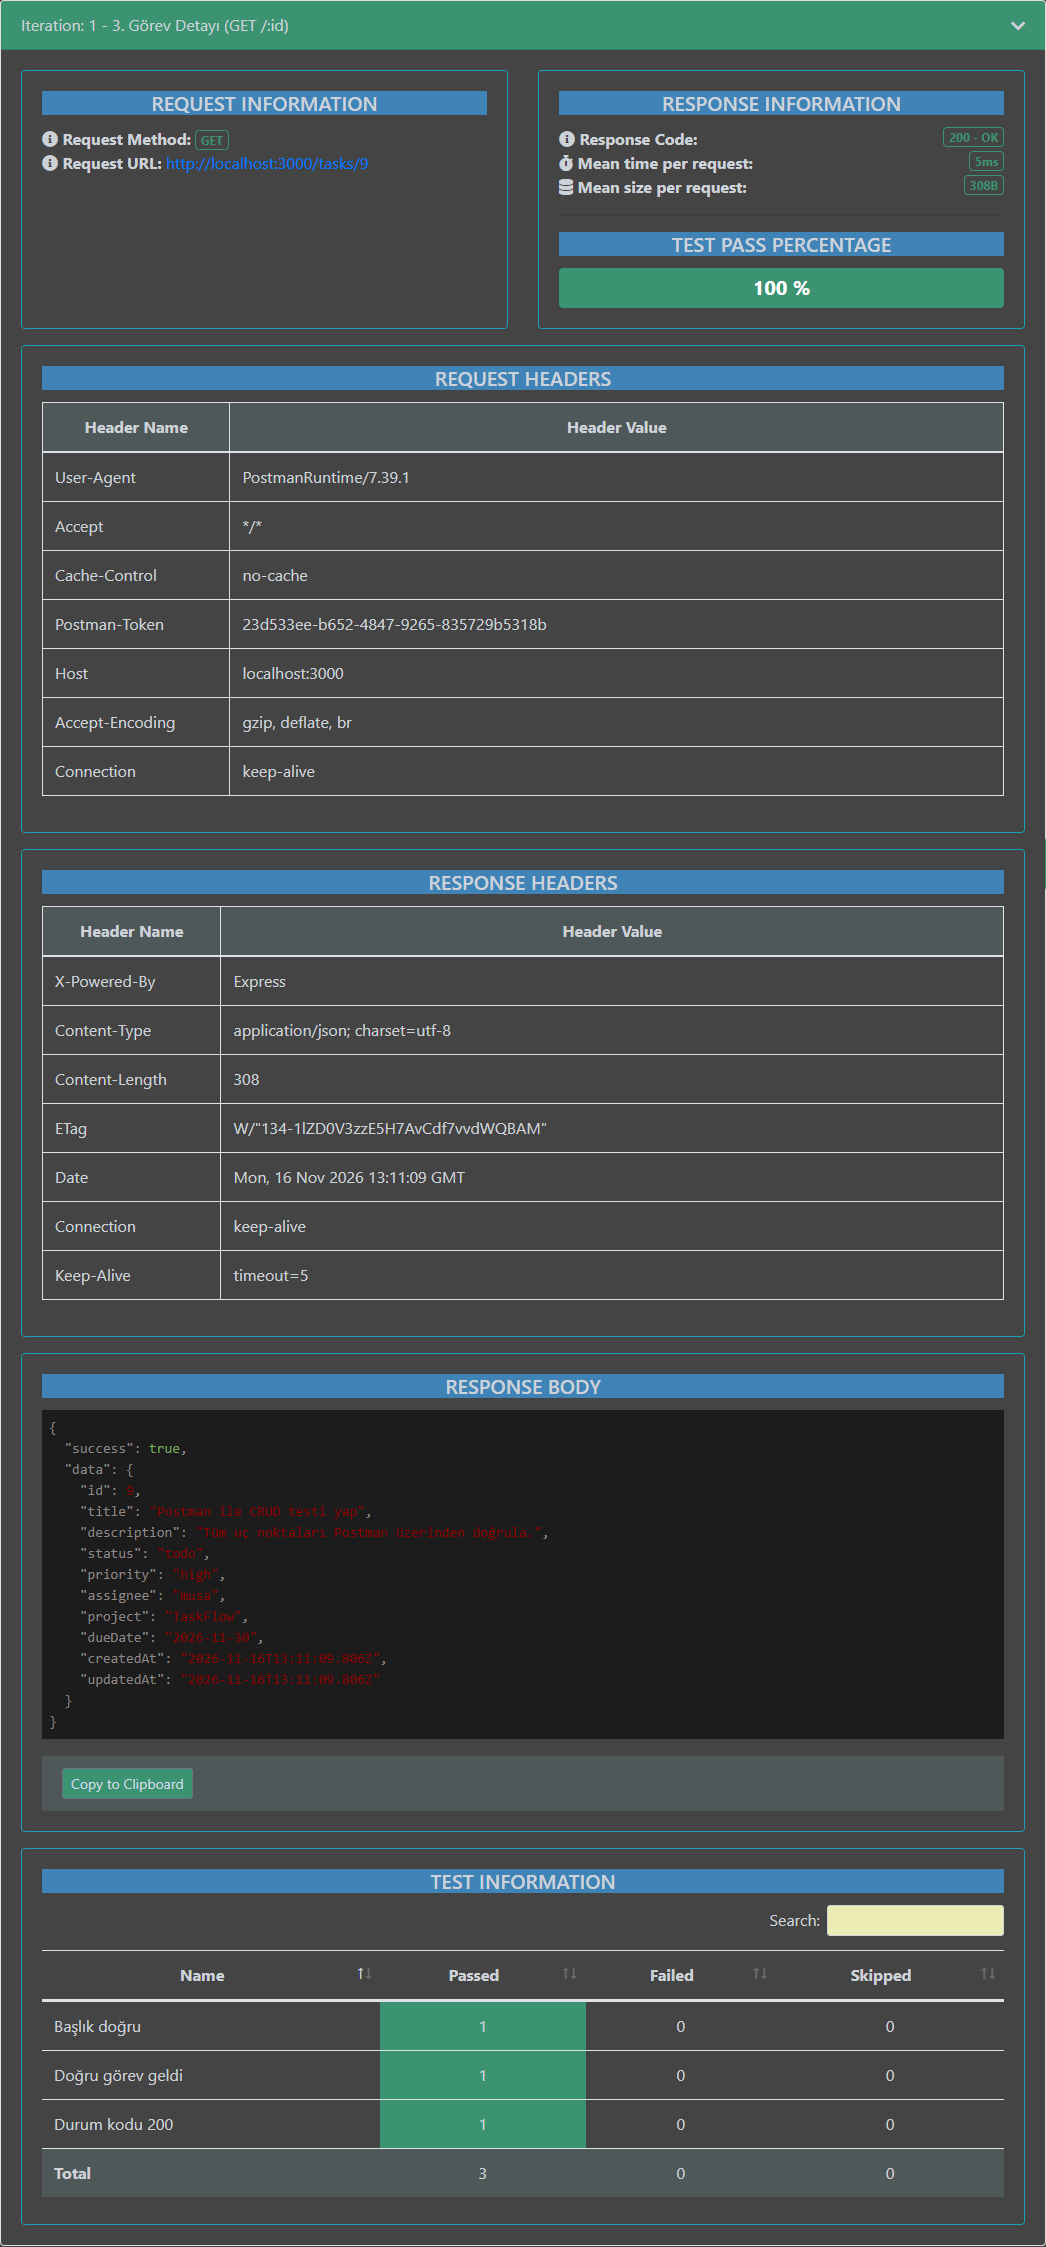 Iteration: 1 - 3. Görev Detayı (GET /:id)
REQUEST INFORMATION
Request Method: GET
Request URL: http://localhost:3000/tasks/9
RESPONSE INFORMATION
Response Code: 200 - OK
Mean time per request: 5ms
Mean size per request: 308B
TEST PASS PERCENTAGE
100 %
REQUEST HEADERS
Header Name Header Value
User-Agent PostmanRuntime/7.39.1
Accept */*
Cache-Control no-cache
Postman-Token 23d533ee-b652-4847-9265-835729b5318b
Host localhost:3000
Accept-Encoding gzip, deflate, br
Connection keep-alive
RESPONSE HEADERS
Header Name Header Value
X-Powered-By Express
Content-Type application/json; charset=utf-8
Content-Length 308
ETag W/"134-1lZD0V3zzE5H7AvCdf7vvdWQBAM"
Date Mon, 16 Nov 2026 13:11:09 GMT
Connection keep-alive
Keep-Alive timeout=5
RESPONSE BODY
{
"success": true,
"data": {
"id": 9,
"title": "Postman ile CRUD testi yap",
"description": "Tüm uç noktaları Postman üzerinden doğrula.",
"status": "todo",
"priority": "high",
"assignee": "musa",
"project": "TaskFlow",
"dueDate": "2026-11-30",
"createdAt": "2026-11-16T13:11:09.806Z",
"updatedAt": "2026-11-16T13:11:09.806Z"
}
}
Copy to Clipboard
TEST INFORMATION
Search:
Name Passed Failed Skipped
Başlık doğru 1 0 0
Doğru görev geldi 1 0 0
Durum kodu 200 1 0 0
Total 3 0 0